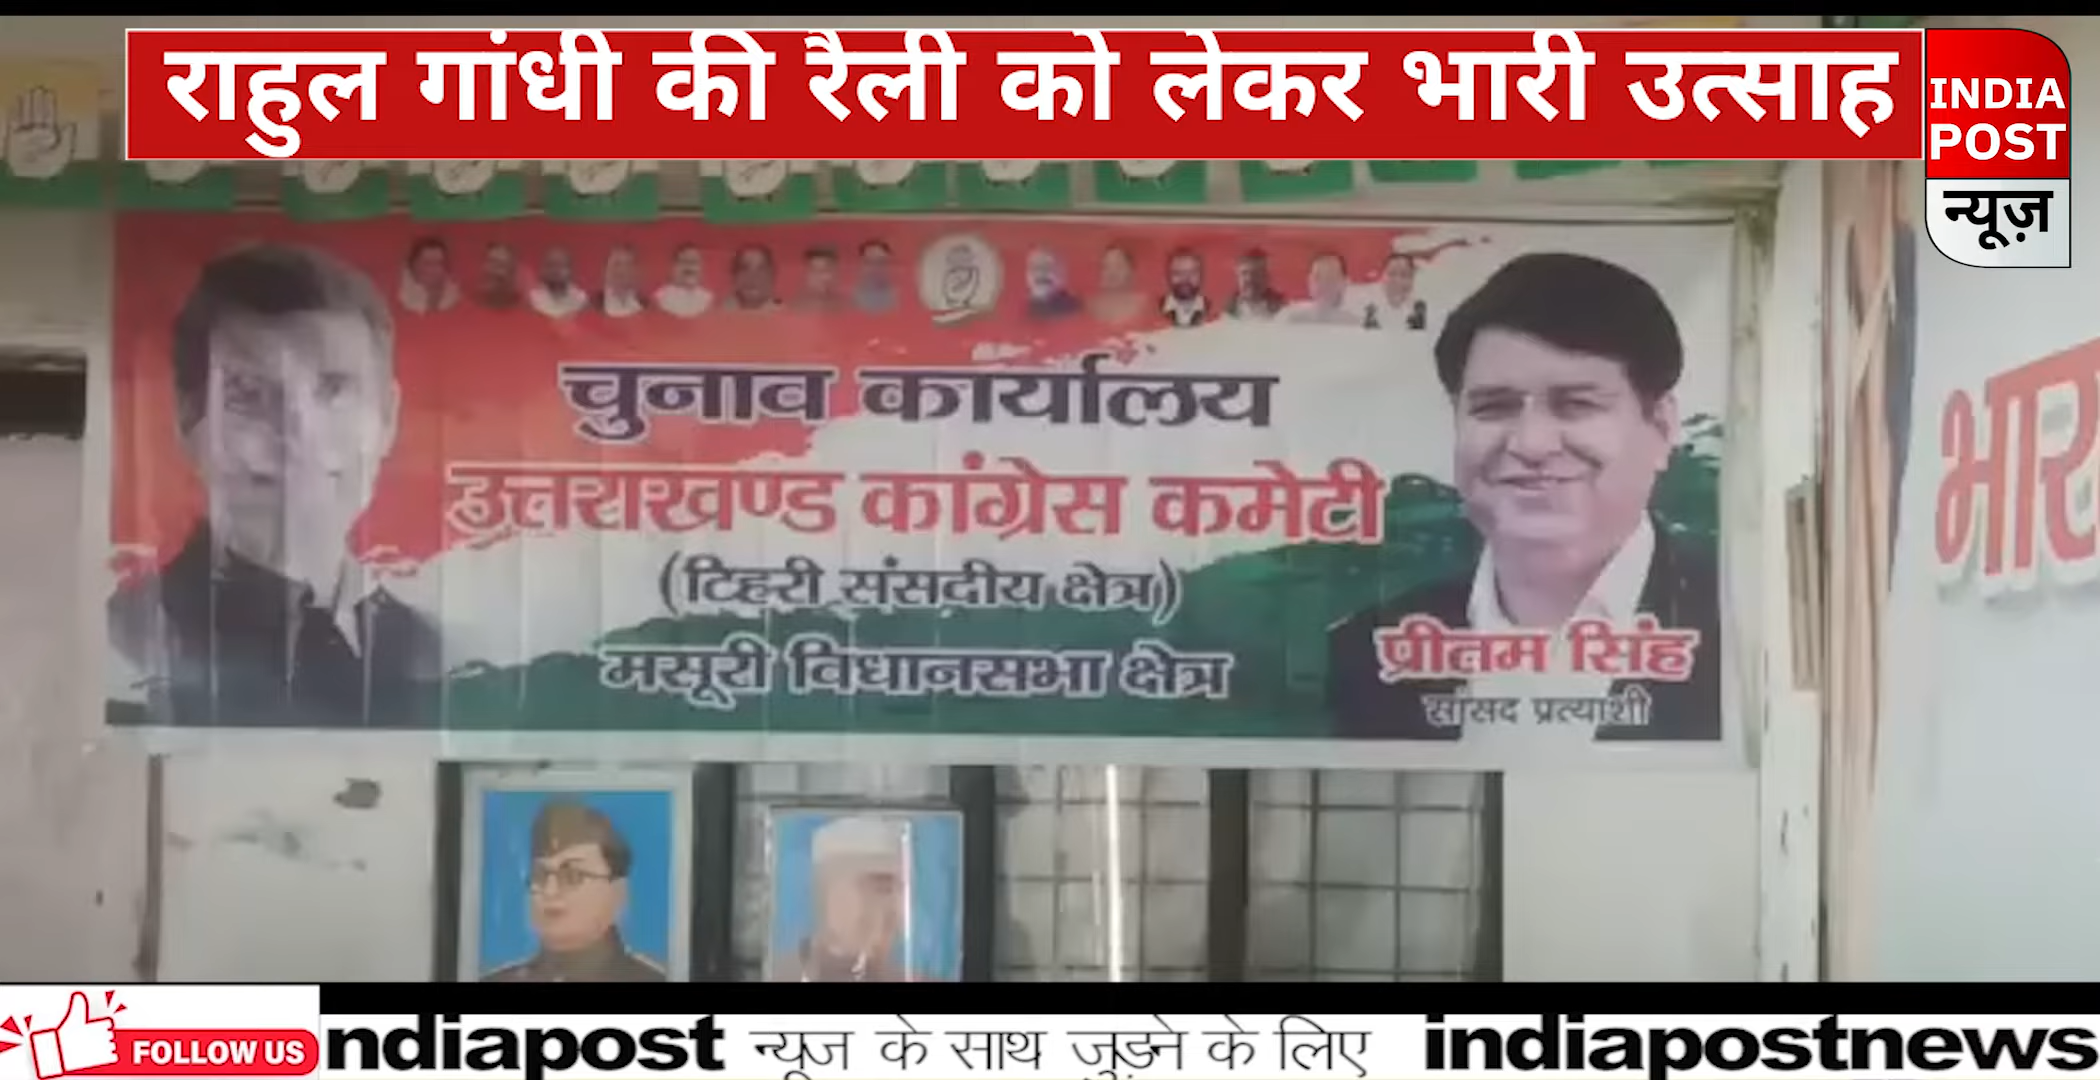 राहुल गांधी की रैली को लेकर भारी उत्साह
INDIA
POST
न्यूज़
चुनाव कार्यालय
उत्तराखण्ड कांग्रेस कमेटी
(टिहरी संसदीय क्षेत्र)
मसूरी विधानसभा क्षेत्र
प्रीतम सिंह
सांसद प्रत्याशी
भार
FOLLOW US
ndiapost न्यूज के साथ जुड़ने के लिए indiapostnews